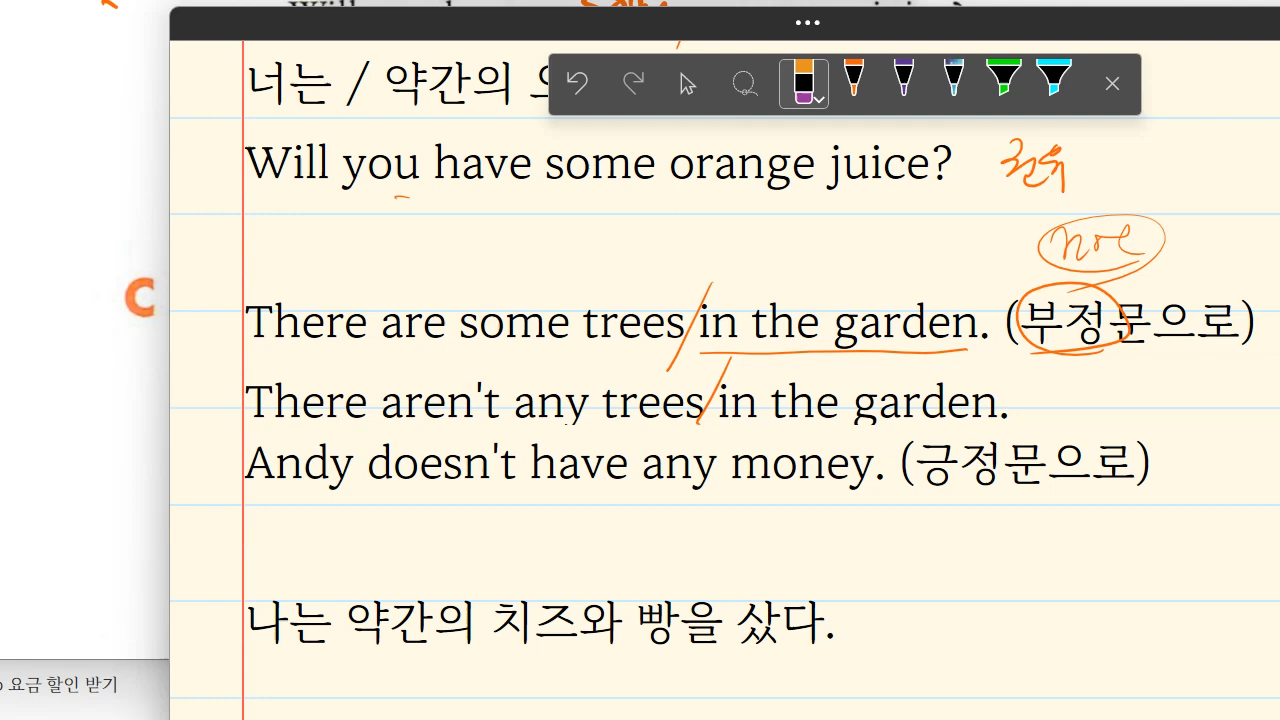 너는 / 약간의
Will you have some orange juice? 권유
not
There are some trees / in the garden. (부정문으로)
There aren't any trees / in the garden.
Andy doesn't have any money. (긍정문으로)
나는 약간의 치즈와 빵을 샀다.
요금 할인 받기
C